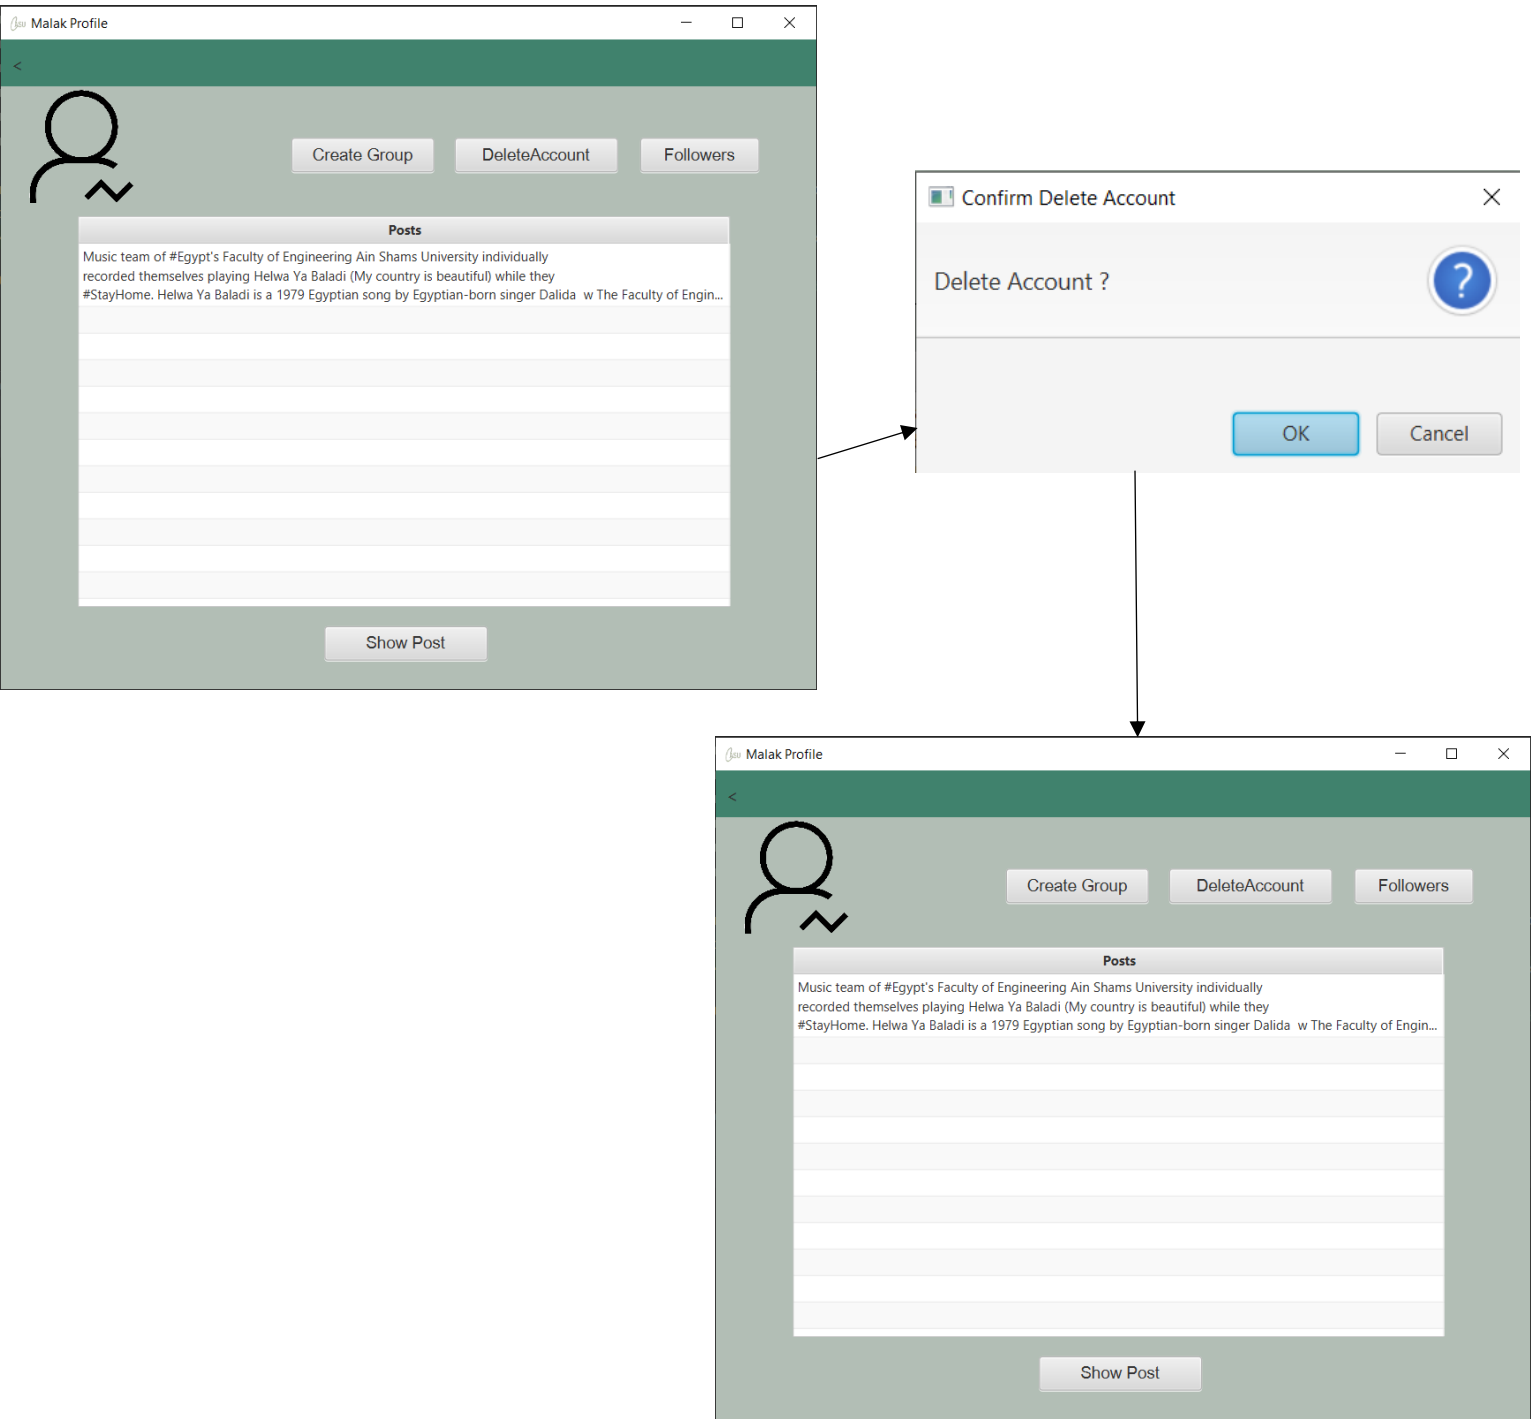 Malak Profile
<
Create Group
DeleteAccount
Followers
Posts
Music team of #Egypt's Faculty of Engineering Ain Shams University individually
recorded themselves playing Helwa Ya Baladi (My country is beautiful) while they
#StayHome. Helwa Ya Baladi is a 1979 Egyptian song by Egyptian-born singer Dalida  w The Faculty of Engin...
Show Post
Confirm Delete Account
Delete Account ?
?
OK
Cancel
Malak Profile
<
Create Group
DeleteAccount
Followers
Posts
Music team of #Egypt's Faculty of Engineering Ain Shams University individually
recorded themselves playing Helwa Ya Baladi (My country is beautiful) while they
#StayHome. Helwa Ya Baladi is a 1979 Egyptian song by Egyptian-born singer Dalida  w The Faculty of Engin...
Show Post